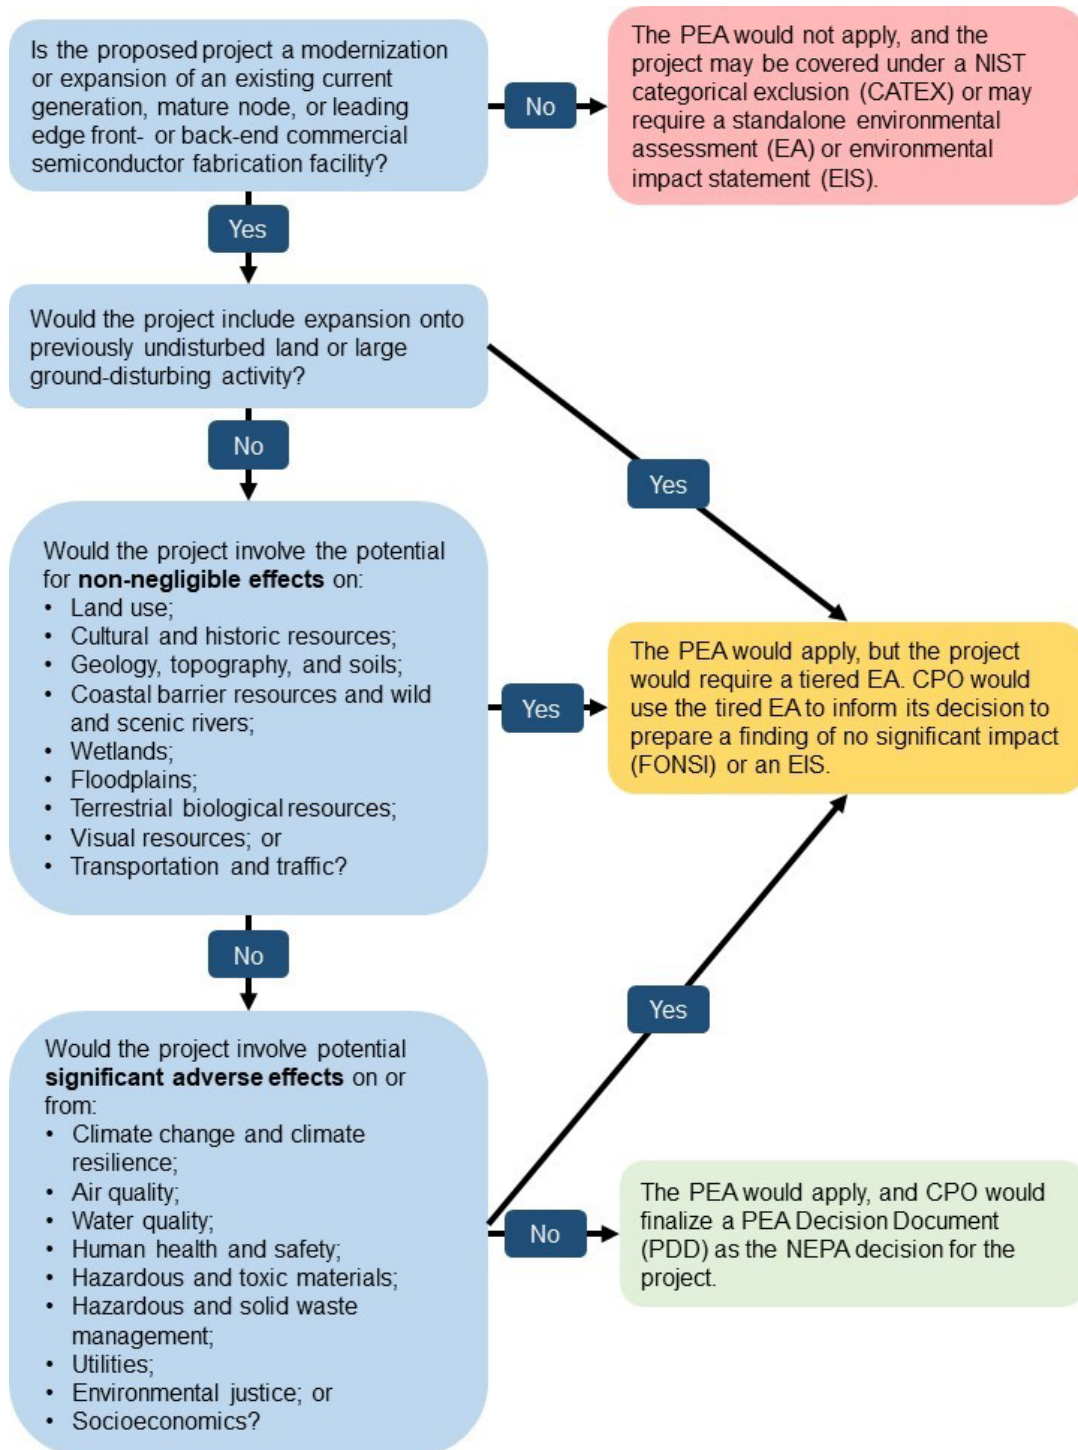 Is the proposed project a modernization
or expansion of an existing current
generation, mature node, or leading
edge front- or back-end commercial
semiconductor fabrication facility?
No
The PEA would not apply, and the
project may be covered under a NIST
categorical exclusion (CATEX) or may
require a standalone environmental
assessment (EA) or environmental
impact statement (EIS).
Yes
Would the project include expansion onto
previously undisturbed land or large
ground-disturbing activity?
No
Yes
Would the project involve the potential
for non-negligible effects on:
• Land use;
• Cultural and historic resources;
• Geology, topography, and soils;
• Coastal barrier resources and wild
and scenic rivers;
• Wetlands;
• Floodplains;
• Terrestrial biological resources;
• Visual resources; or
• Transportation and traffic?
Yes
The PEA would apply, but the project
would require a tiered EA. CPO would
use the tired EA to inform its decision to
prepare a finding of no significant impact
(FONSI) or an EIS.
No
Would the project involve potential
significant adverse effects on or
from:
• Climate change and climate
resilience;
• Air quality;
• Water quality;
• Human health and safety;
• Hazardous and toxic materials;
• Hazardous and solid waste
management;
• Utilities;
• Environmental justice; or
• Socioeconomics?
Yes
No
The PEA would apply, and CPO would
finalize a PEA Decision Document
(PDD) as the NEPA decision for the
project.